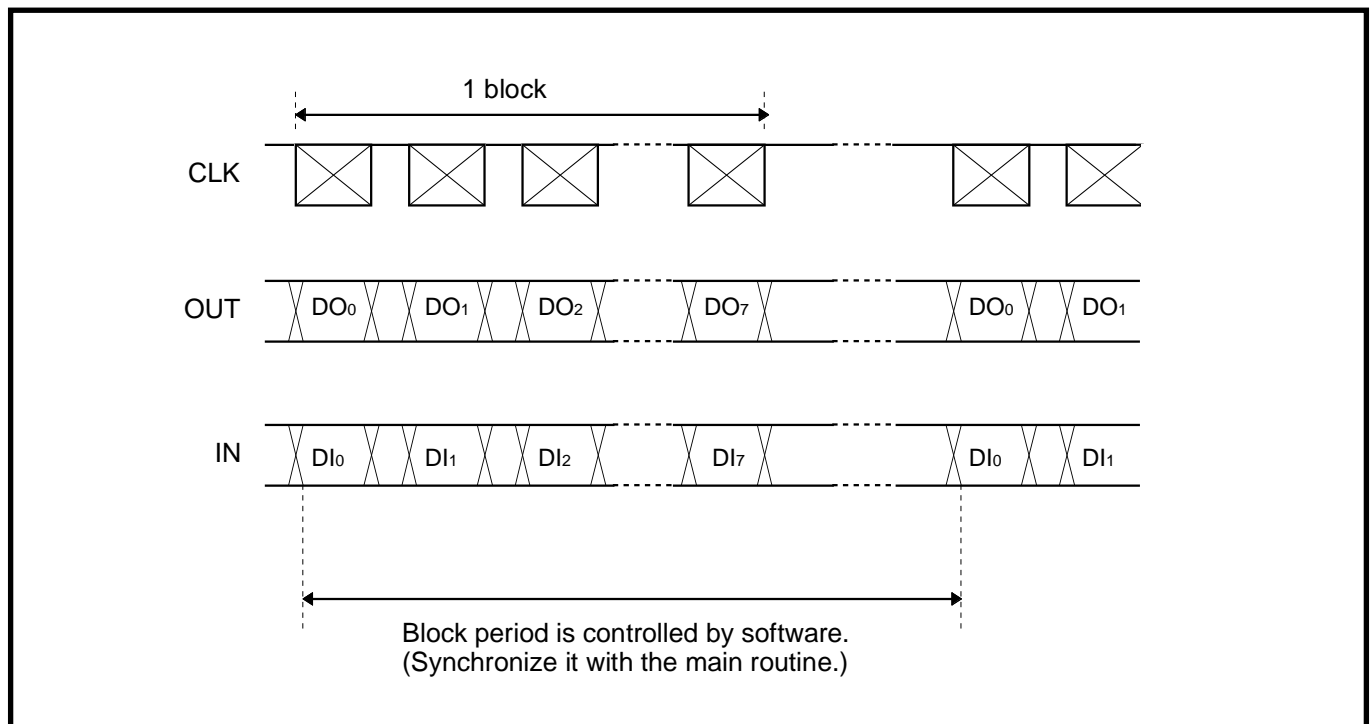 1 block
CLK
OUT DO0 DO1 DO2 DO7 DO0 DO1
IN DI0 DI1 DI2 DI7 DI0 DI1
Block period is controlled by software.
(Synchronize it with the main routine.)